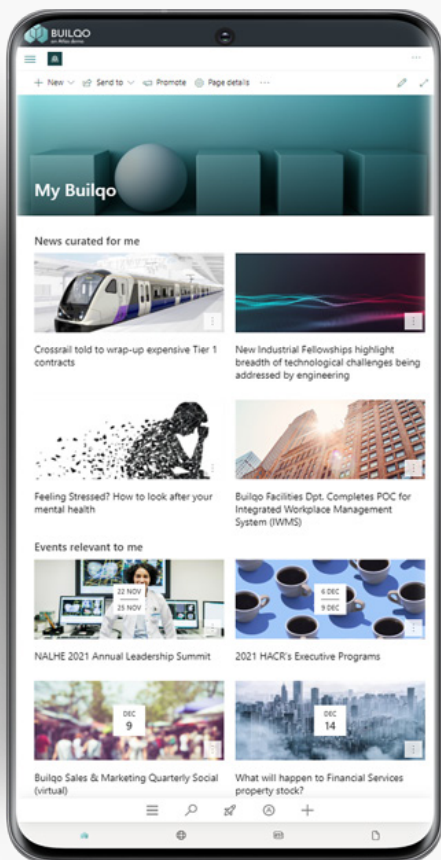 BUILQO
an Atlas demo
New
Send to
Promote
Page details
My Builqo
News curated for me
Crossrail told to wrap-up expensive Tier 1
contracts
New Industrial Fellowships highlight
breadth of technological challenges being
addressed by engineering
Feeling Stressed? How to look after your
mental health
Builqo Facilities Dpt. Completes POC for
Integrated Workplace Management
System (IWMS)
Events relevant to me
22 NOV
25 NOV
NALHE 2021 Annual Leadership Summit
6 DEC
9 DEC
2021 HACR's Executive Programs
DEC
9
Builqo Sales & Marketing Quarterly Social
(virtual)
DEC
14
What will happen to Financial Services
property stock?